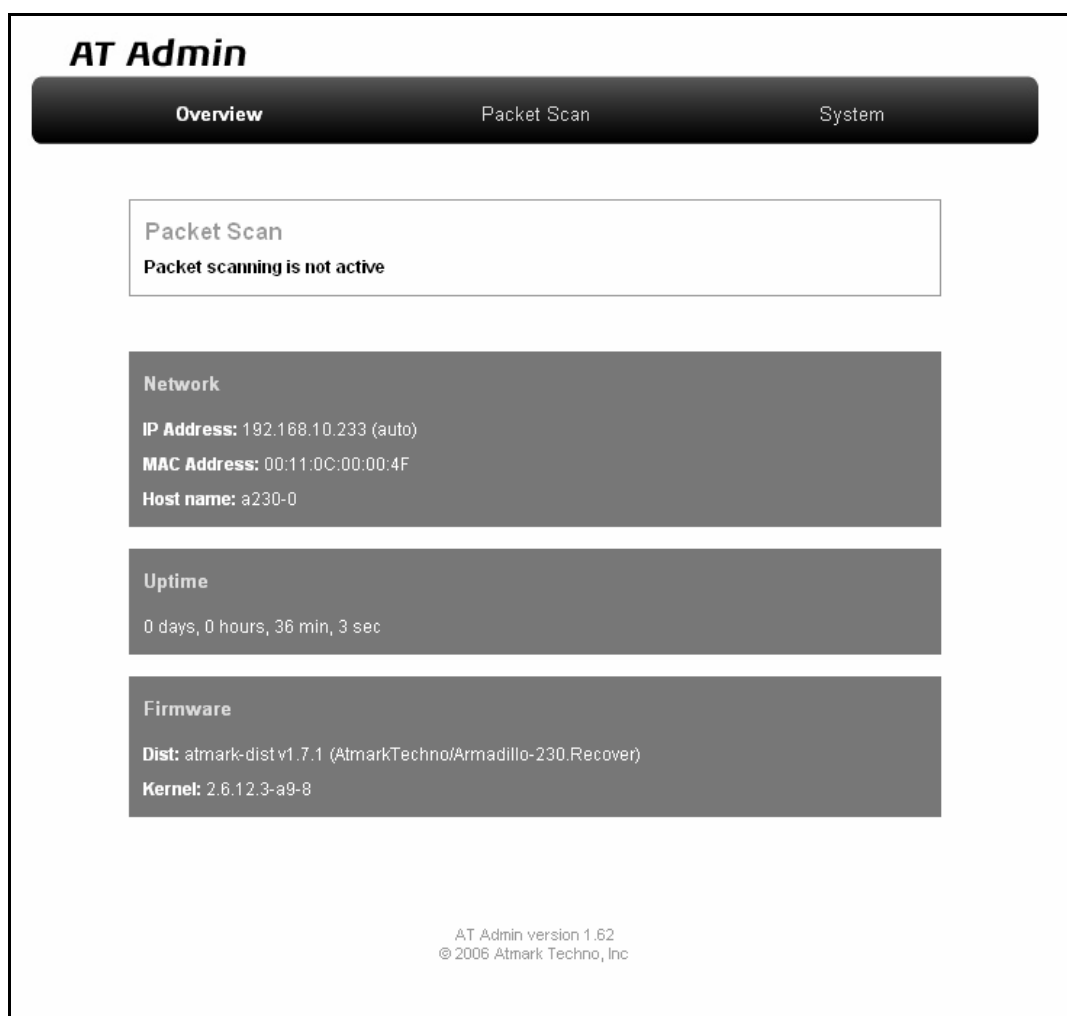 AT Admin
Overview Packet Scan System
Packet Scan
Packet scanning is not active
Network
IP Address: 192.168.10.233 (auto)
MAC Address: 00:11:0C:00:00:4F
Host name: a230-0
Uptime
0 days, 0 hours, 36 min, 3 sec
Firmware
Dist: atmark-dist v1.7.1 (AtmarkTechno/Armadillo-230.Recover)
Kernel: 2.6.12.3-a9-8
AT Admin version 1.62
© 2006 Atmark Techno, Inc